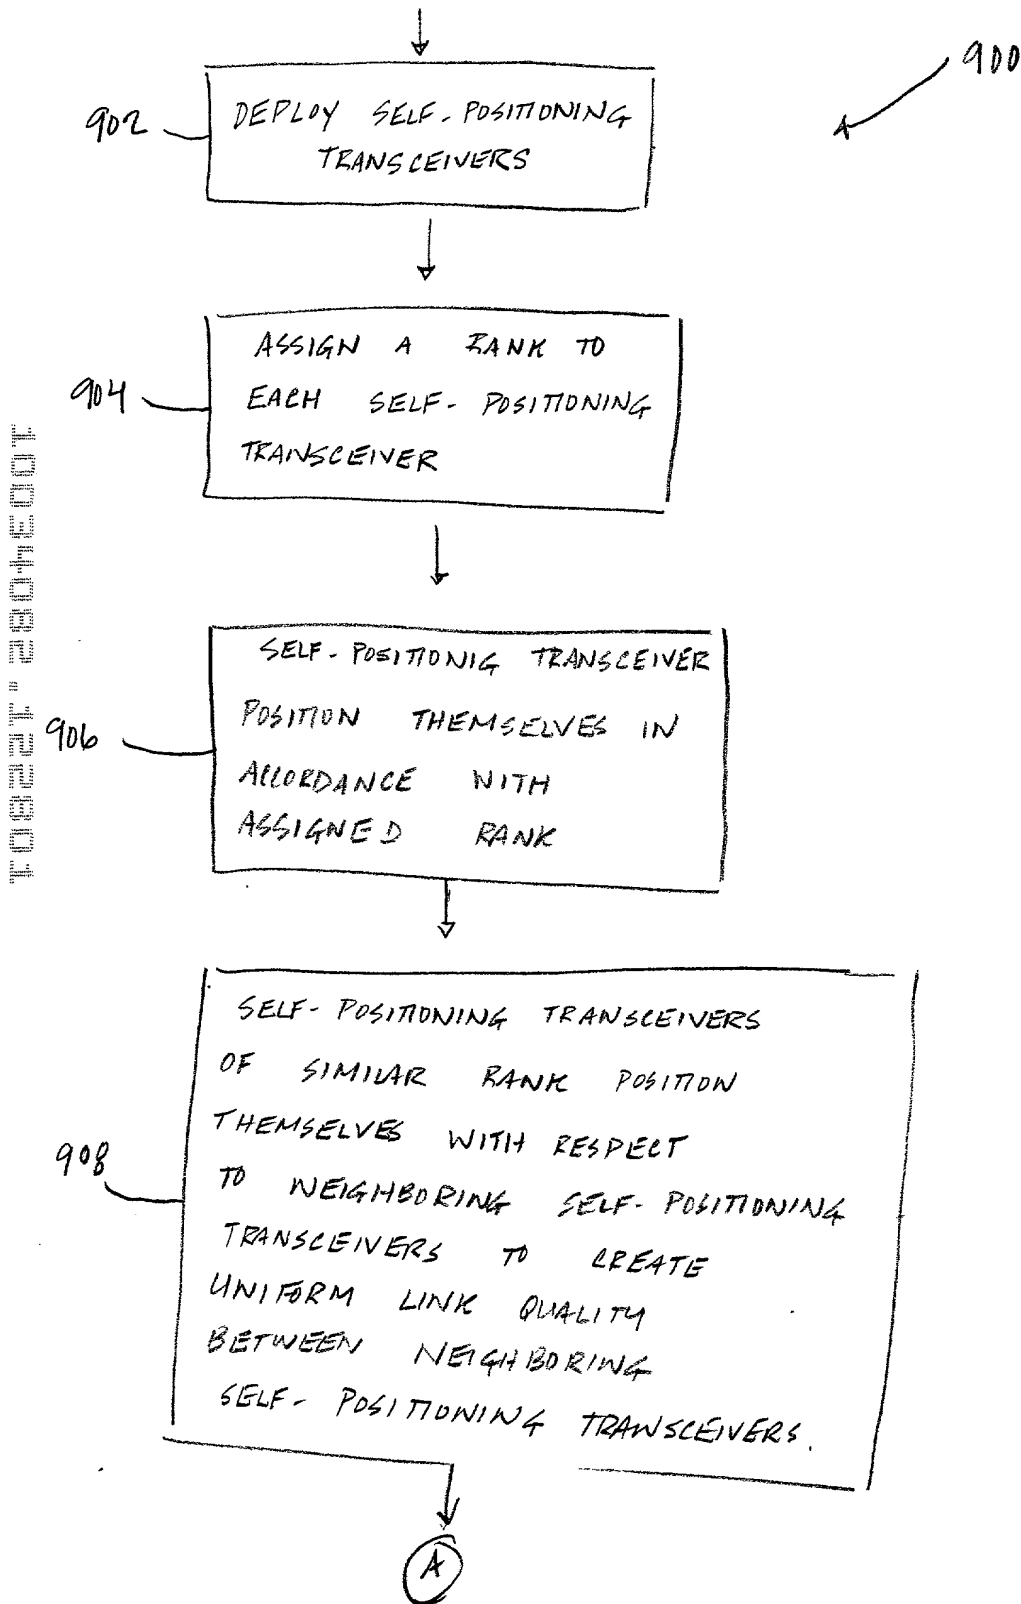 900
902
DEPLOY SELF-POSITIONING
TRANSCEIVERS
904
ASSIGN A RANK TO
EACH SELF-POSITIONING
TRANSCEIVER
906
SELF-POSITIONIG TRANSCEIVER
POSITION THEMSELVES IN
ACCORDANCE WITH
ASSIGNED RANK
908
SELF-POSITIONING TRANSCEIVERS
OF SIMILAR RANK POSITION
THEMSELVES WITH RESPECT
TO NEIGHBORING SELF-POSITIONING
TRANSCEIVERS TO CREATE
UNIFORM LINK QUALITY
BETWEEN NEIGHBORING
SELF-POSITIONING TRANSCEIVERS.
A
10034082.122801